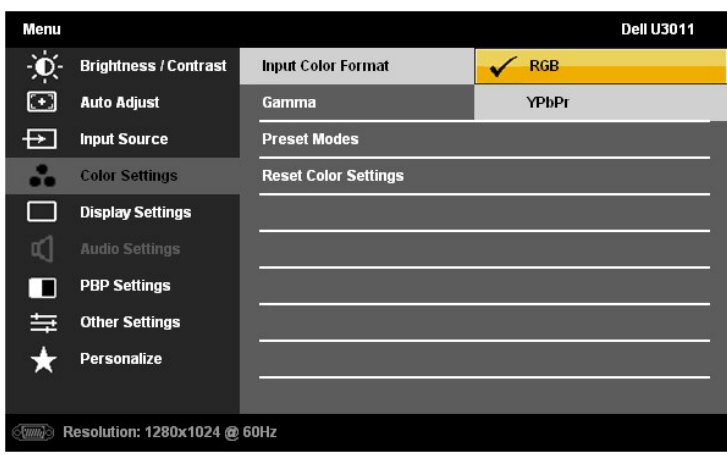 Menu Dell U3011
Brightness / Contrast Input Color Format RGB
Auto Adjust Gamma YPbPr
Input Source Preset Modes
Color Settings Reset Color Settings
Display Settings
Audio Settings
PBP Settings
Other Settings
Personalize
Resolution: 1280x1024 @ 60Hz